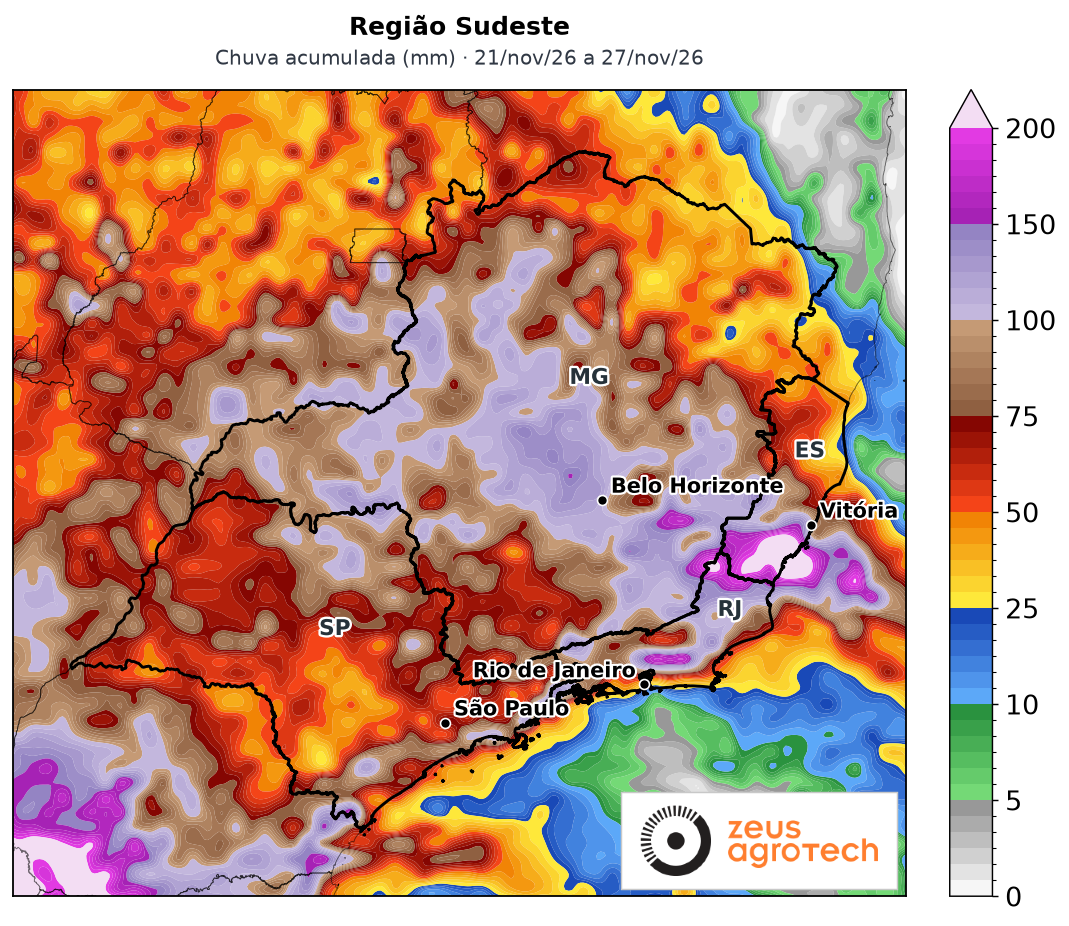 Região Sudeste
Chuva acumulada (mm) · 21/nov/26 a 27/nov/26
200
150
100
75
50
25
10
5
0
MG
ES
Belo Horizonte
Vitória
RJ
SP
Rio de Janeiro
São Paulo
zeus
agrotech